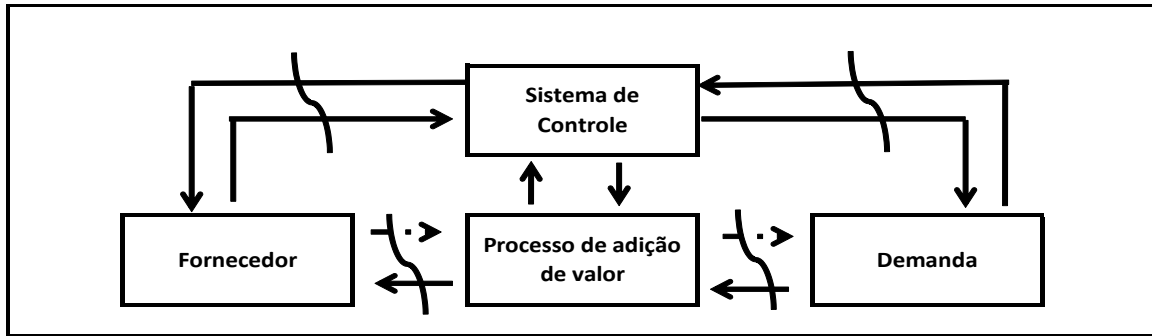 Sistema de
Controle
Fornecedor
Processo de adição
de valor
Demanda